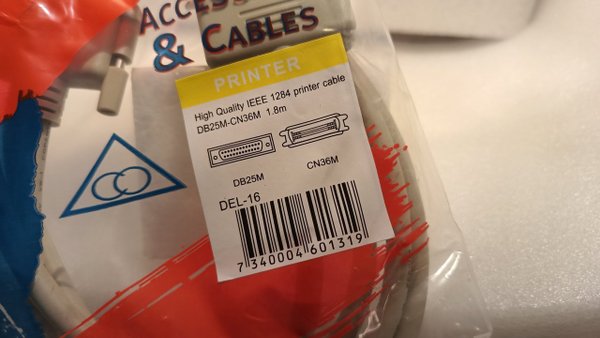 & CABLES
PRINTER
High Quality IEEE 1284 printer cable
DB25M-CN36M 1.8m
DB25M
CN36M
DEL-16
7 340004 601319